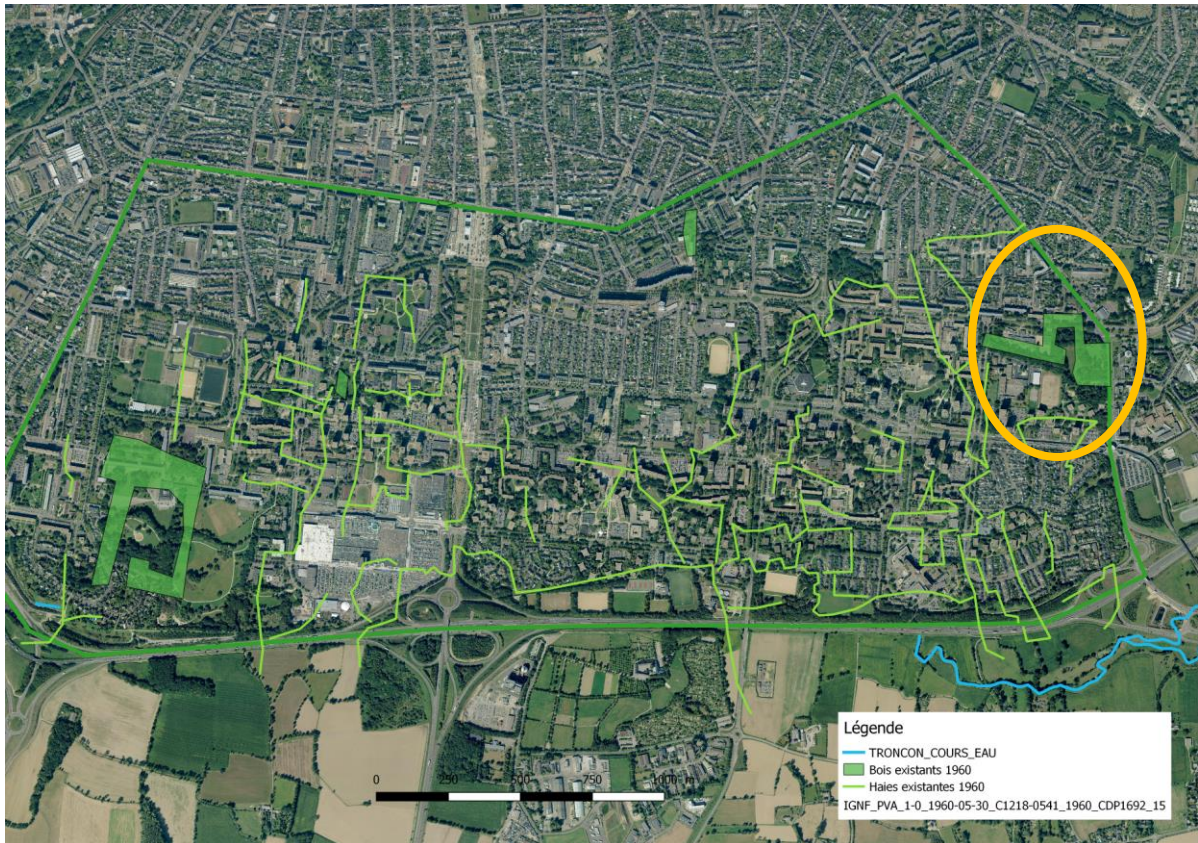 0 250 500 750 1000 m
Légende
TRONCON_COURS_EAU
Bois existants 1960
Haies existantes 1960
IGNF_PVA_1-0_1960-05-30_C1218-0541_1960_CDP1692_15